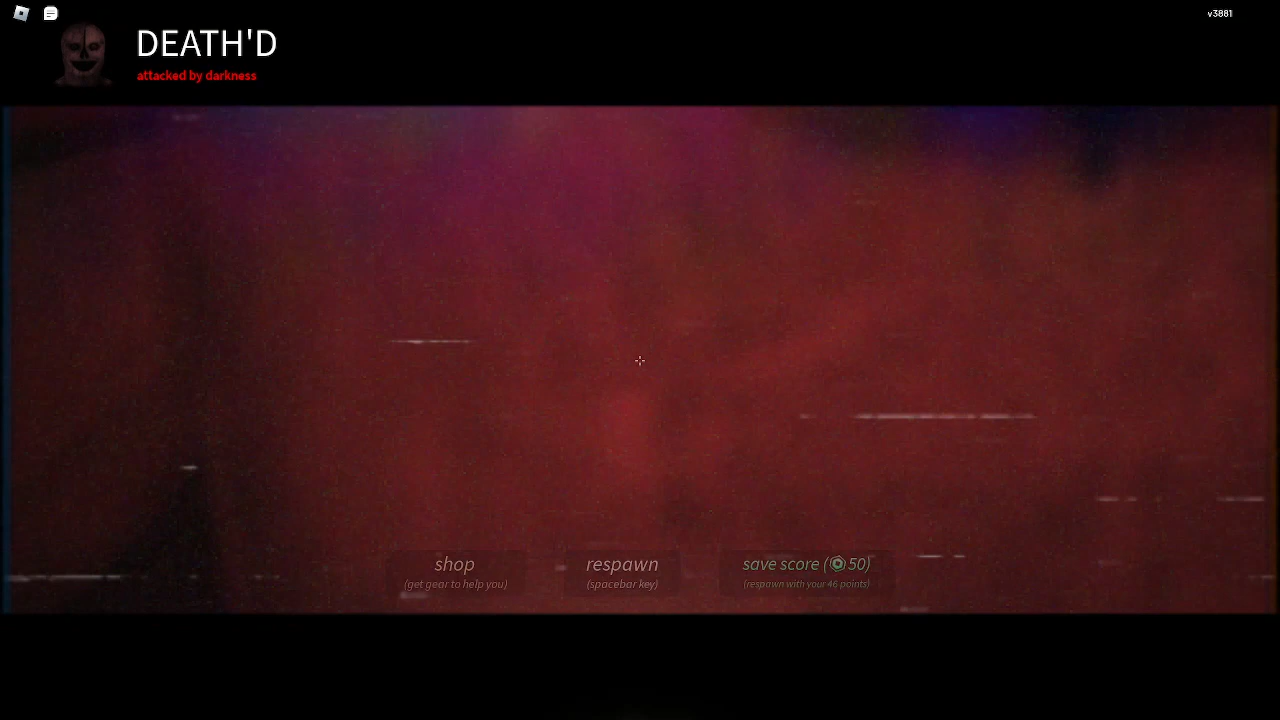 v3881
DEATH'D
attacked by darkness
shop
(get gear to help you)
respawn
(spacebar key)
save score (50)
(respawn with your 46 points)